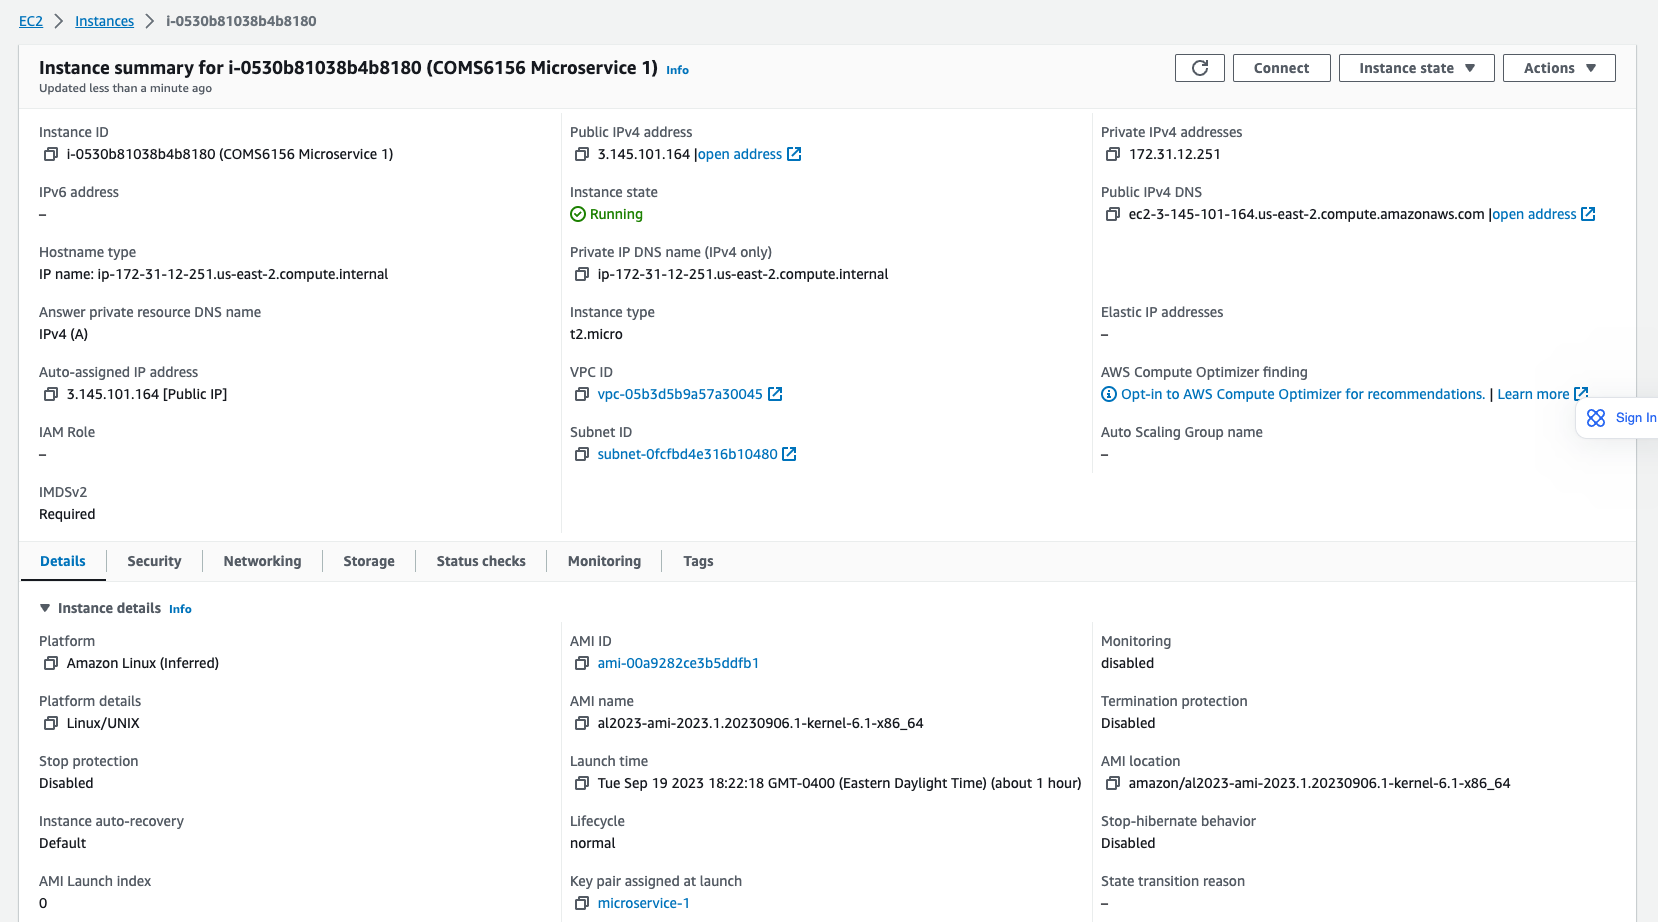 EC2 > Instances > i-0530b81038b4b8180
Instance summary for i-0530b81038b4b8180 (COMS6156 Microservice 1) Info
Updated less than a minute ago
Connect
Instance state
Actions
Instance ID
i-0530b81038b4b8180 (COMS6156 Microservice 1)
Public IPv4 address
3.145.101.164 |open address
Private IPv4 addresses
172.31.12.251
IPv6 address
–
Instance state
Running
Public IPv4 DNS
ec2-3-145-101-164.us-east-2.compute.amazonaws.com |open address
Hostname type
IP name: ip-172-31-12-251.us-east-2.compute.internal
Private IP DNS name (IPv4 only)
ip-172-31-12-251.us-east-2.compute.internal
Answer private resource DNS name
IPv4 (A)
Instance type
t2.micro
Elastic IP addresses
–
Auto-assigned IP address
3.145.101.164 [Public IP]
VPC ID
vpc-05b3d5b9a57a30045
AWS Compute Optimizer finding
Opt-in to AWS Compute Optimizer for recommendations. | Learn more
Sign In
IAM Role
–
Subnet ID
subnet-0fcfbd4e316b10480
Auto Scaling Group name
–
IMDSv2
Required
Details
Security
Networking
Storage
Status checks
Monitoring
Tags
Instance details Info
Platform
Amazon Linux (Inferred)
AMI ID
ami-00a9282ce3b5ddfb1
Monitoring
disabled
Platform details
Linux/UNIX
AMI name
al2023-ami-2023.1.20230906.1-kernel-6.1-x86_64
Termination protection
Disabled
Stop protection
Disabled
Launch time
Tue Sep 19 2023 18:22:18 GMT-0400 (Eastern Daylight Time) (about 1 hour)
AMI location
amazon/al2023-ami-2023.1.20230906.1-kernel-6.1-x86_64
Instance auto-recovery
Default
Lifecycle
normal
Stop-hibernate behavior
Disabled
AMI Launch index
0
Key pair assigned at launch
microservice-1
State transition reason
–